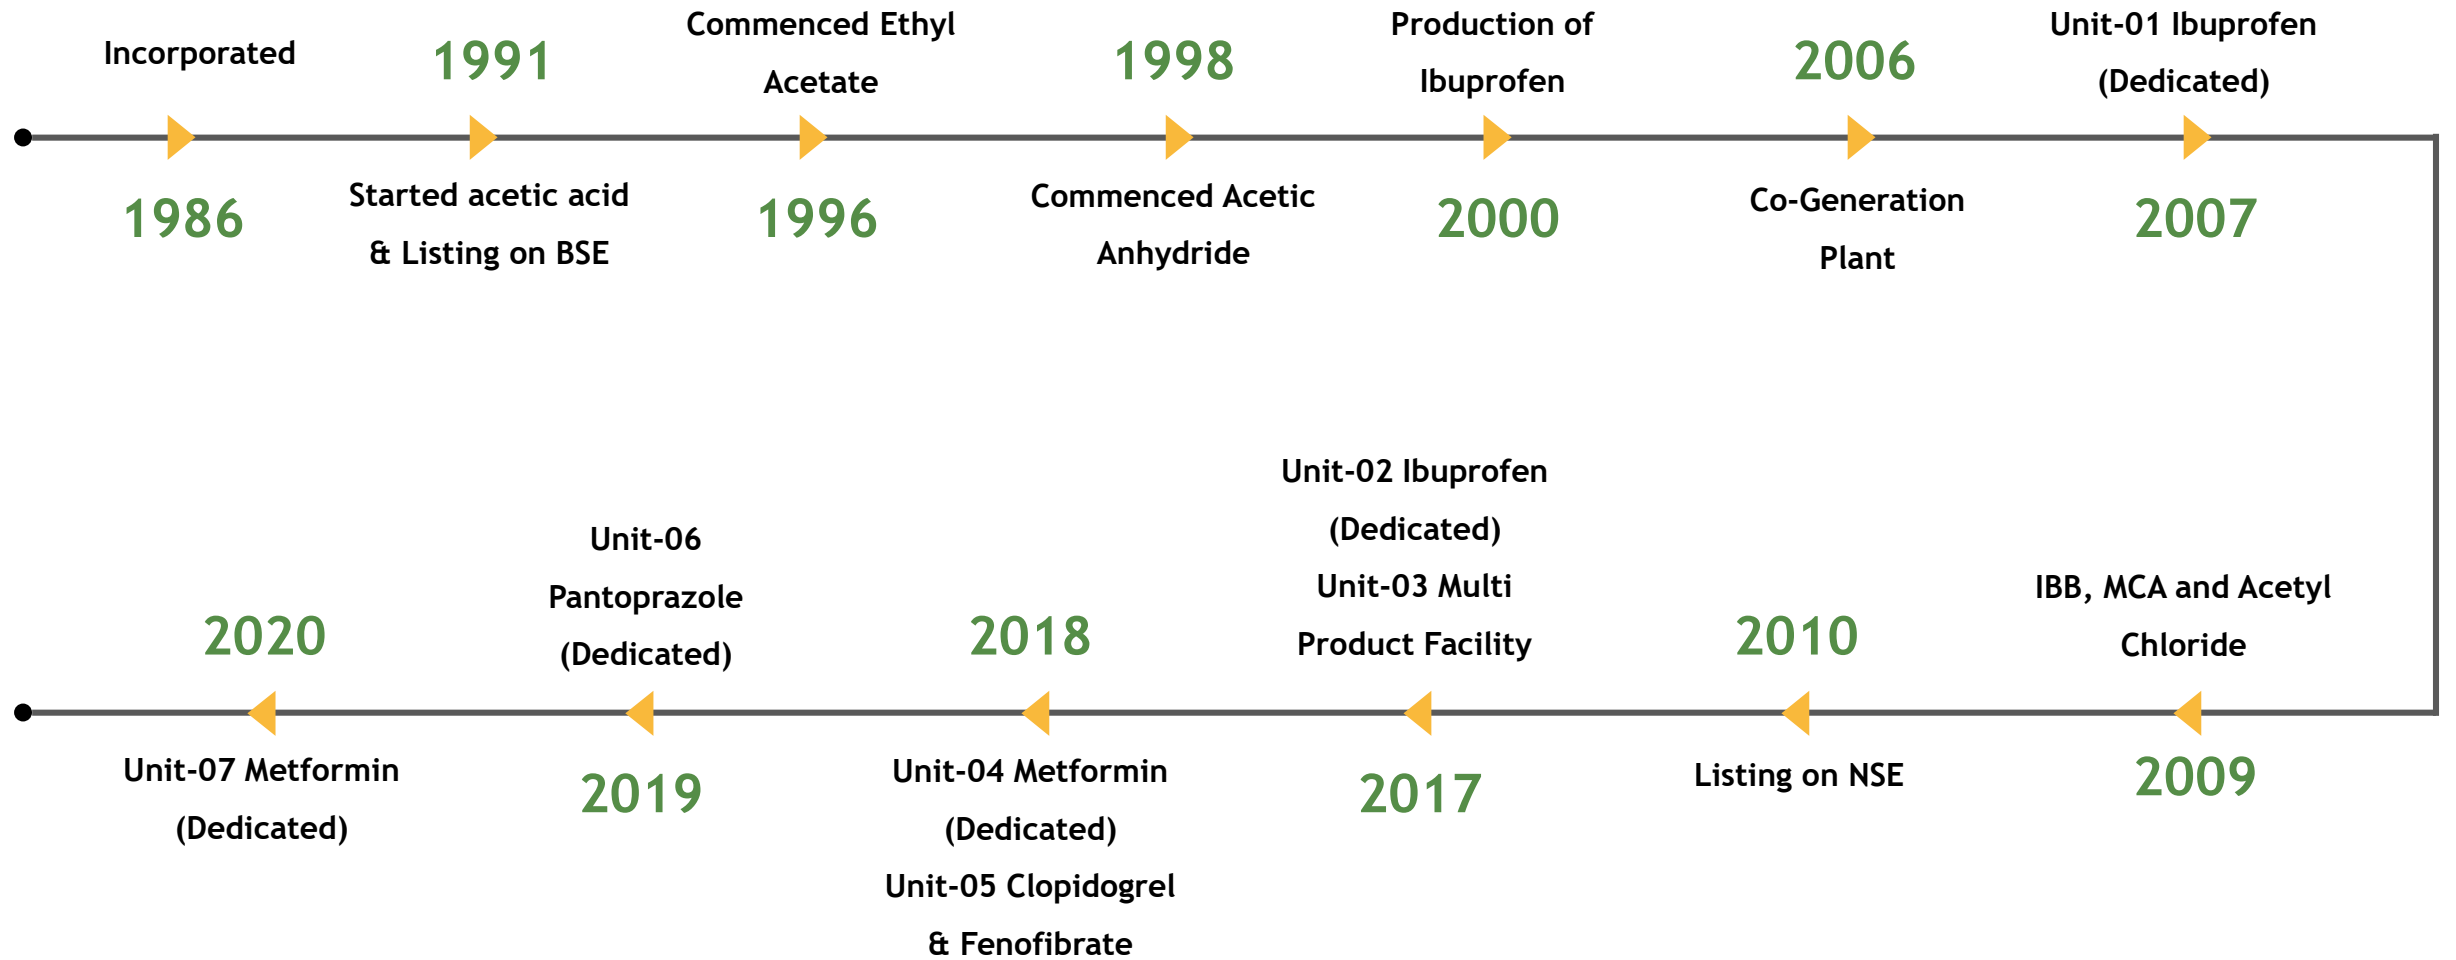 Incorporated
1986
1991
Started acetic acid
& Listing on BSE
Commenced Ethyl
Acetate
1996
1998
Commenced Acetic
Anhydride
Production of
Ibuprofen
2000
2006
Co-Generation
Plant
Unit-01 Ibuprofen
(Dedicated)
2007
IBB, MCA and Acetyl
Chloride
2009
2010
Listing on NSE
Unit-02 Ibuprofen
(Dedicated)
Unit-03 Multi
Product Facility
2017
2018
Unit-04 Metformin
(Dedicated)
Unit-05 Clopidogrel
& Fenofibrate
Unit-06
Pantoprazole
(Dedicated)
2019
2020
Unit-07 Metformin
(Dedicated)